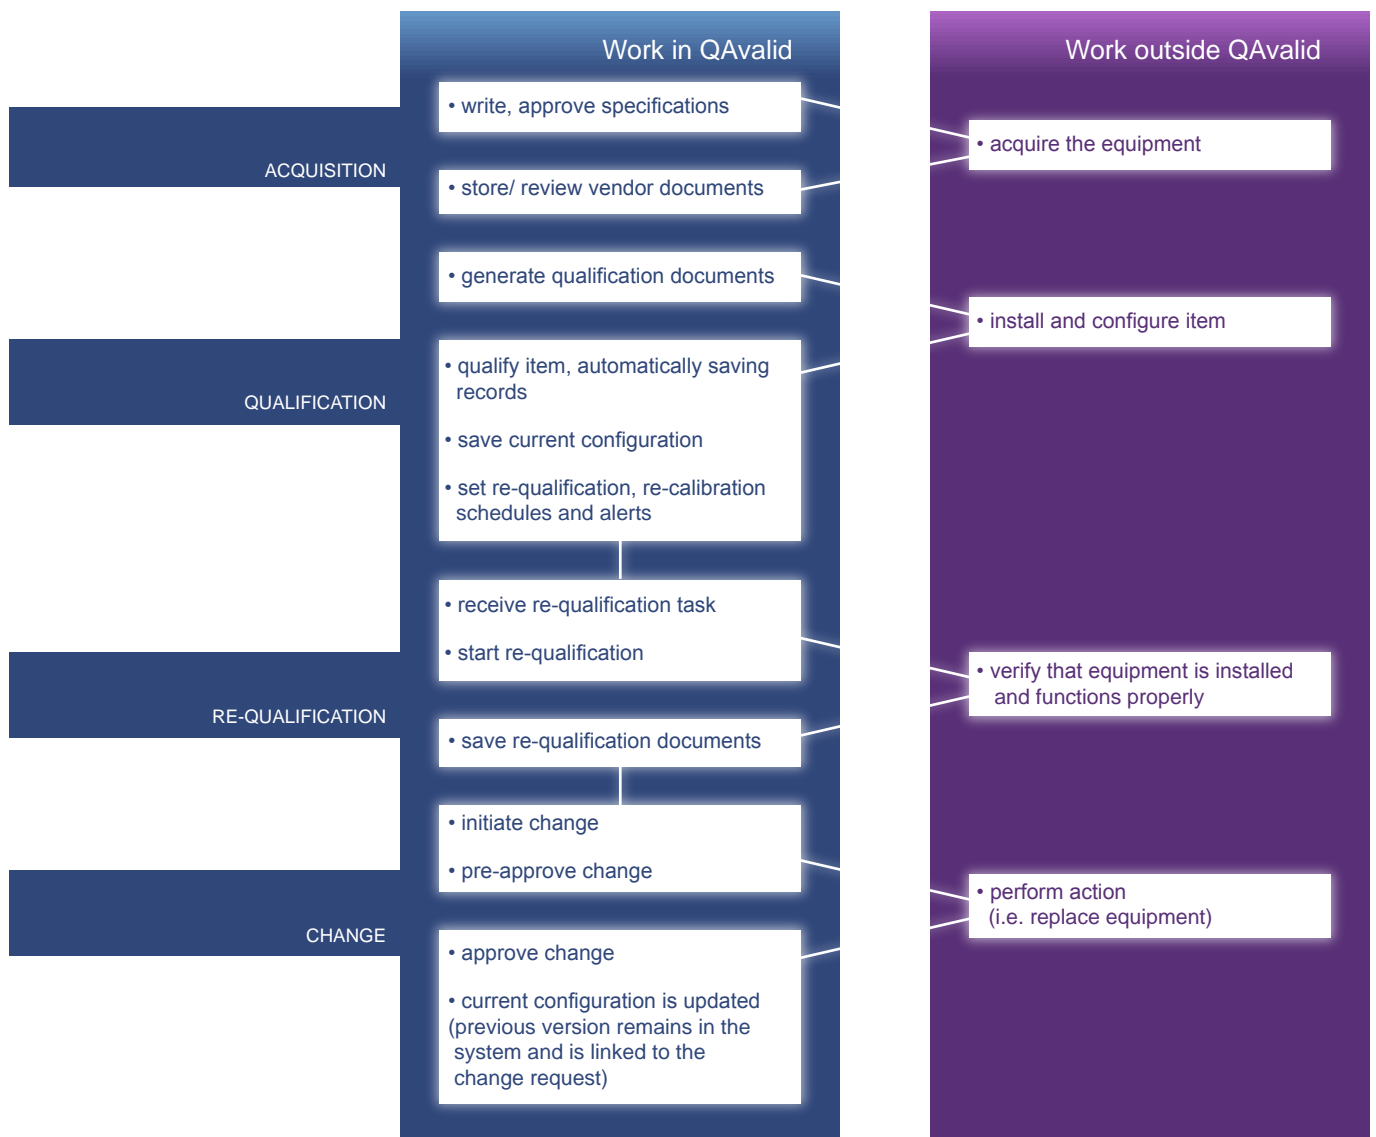 Work in QAvalid
Work outside QAvalid
ACQUISITION
• write, approve specifications
• acquire the equipment
• store/ review vendor documents
• generate qualification documents
• install and configure item
QUALIFICATION
• qualify item, automatically saving
records
• save current configuration
• set re-qualification, re-calibration
schedules and alerts
• receive re-qualification task
• start re-qualification
RE-QUALIFICATION
• verify that equipment is installed
and functions properly
• save re-qualification documents
• initiate change
• pre-approve change
CHANGE
• perform action
(i.e. replace equipment)
• approve change
• current configuration is updated
(previous version remains in the
system and is linked to the
change request)